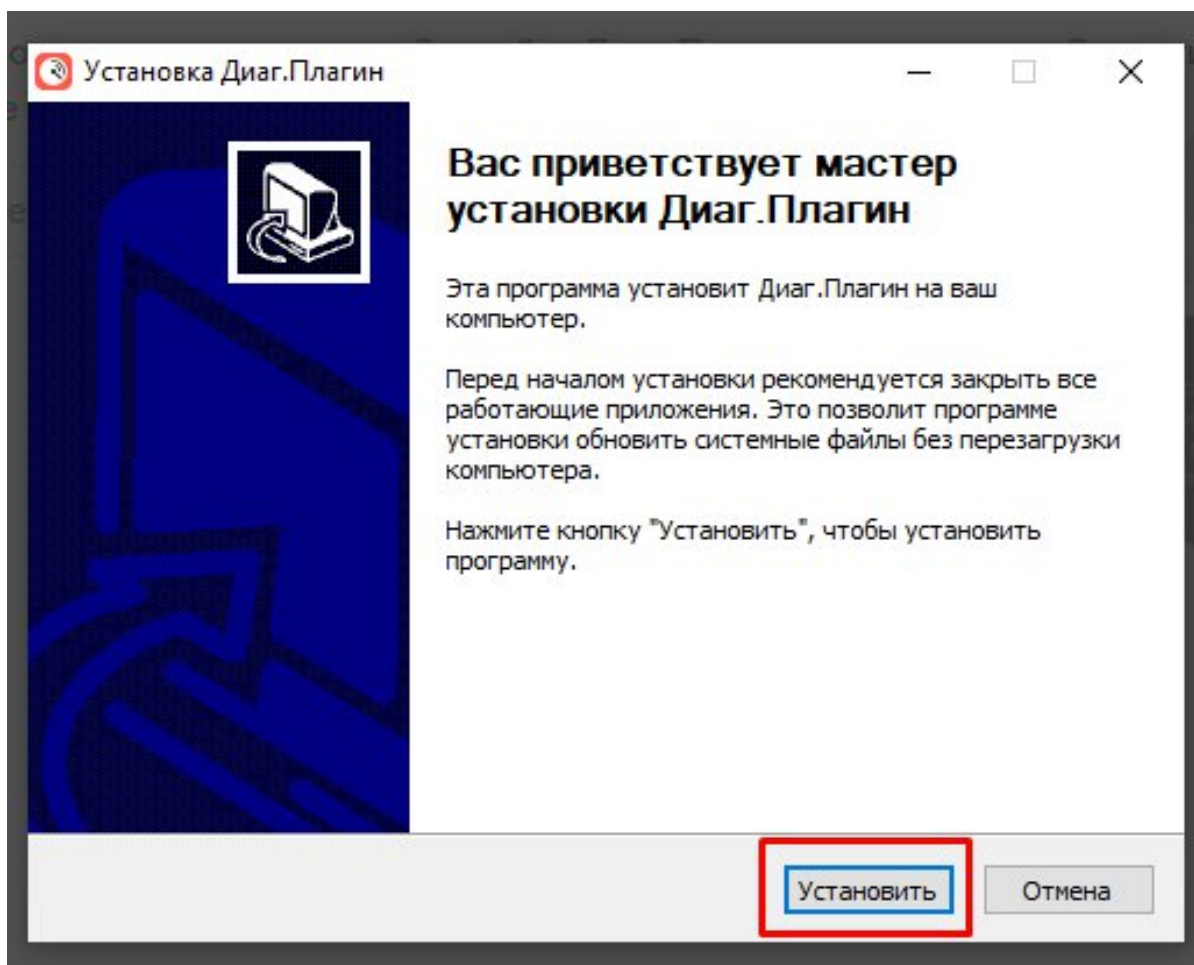 Установка Диаг.Плагин
Вас приветствует мастер
установки Диаг.Плагин
Эта программа установит Диаг.Плагин на ваш
компьютер.
Перед началом установки рекомендуется закрыть все
работающие приложения. Это позволит программе
установки обновить системные файлы без перезагрузки
компьютера.
Нажмите кнопку "Установить", чтобы установить
программу.
Установить
Отмена